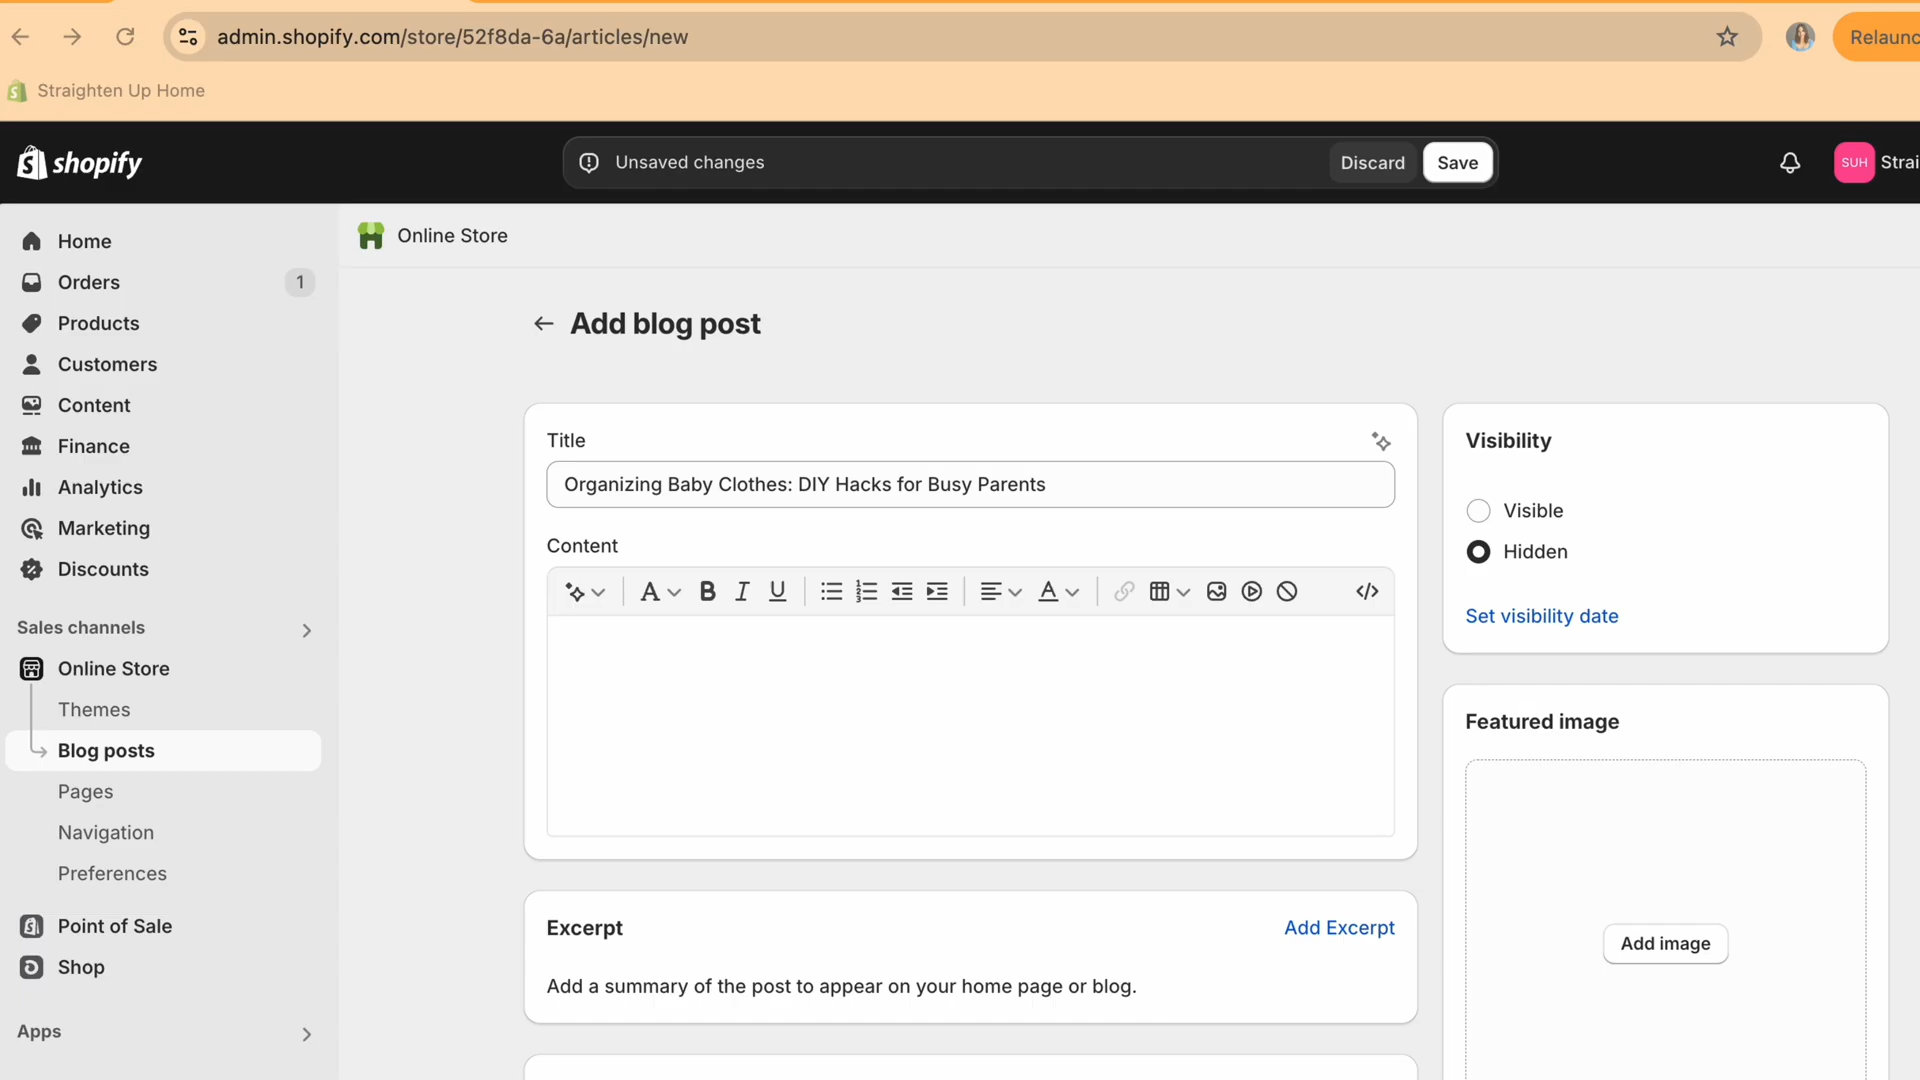 admin.shopify.com/store/52f8da-6a/articles/new
Relaunc
Straighten Up Home
shopify
Unsaved changes
Discard
Save
SUH
Strai
Home
Orders
1
Products
Customers
Content
Finance
Analytics
Marketing
Discounts
Sales channels
Online Store
Themes
Blog posts
Pages
Navigation
Preferences
Point of Sale
Shop
Apps
Online Store
Add blog post
Title
Organizing Baby Clothes: DIY Hacks for Busy Parents
Content
Excerpt
Add Excerpt
Add a summary of the post to appear on your home page or blog.
Visibility
Visible
Hidden
Set visibility date
Featured image
Add image